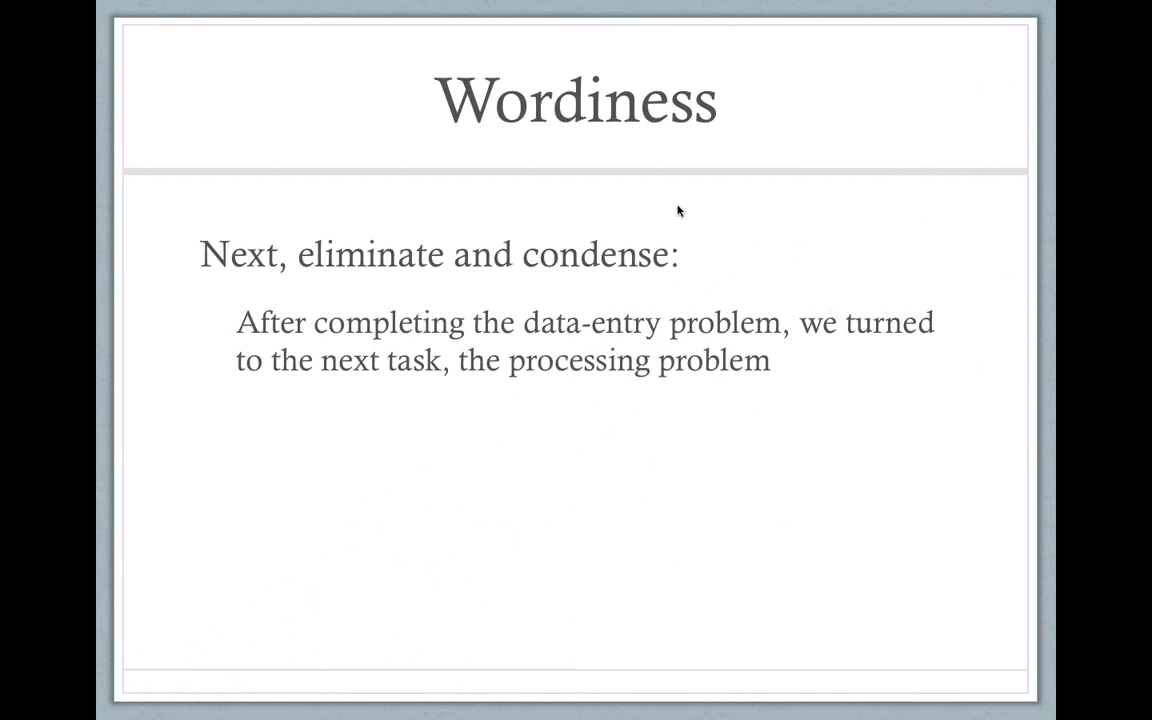 Wordiness
Next, eliminate and condense:
After completing the data-entry problem, we turned
to the next task, the processing problem